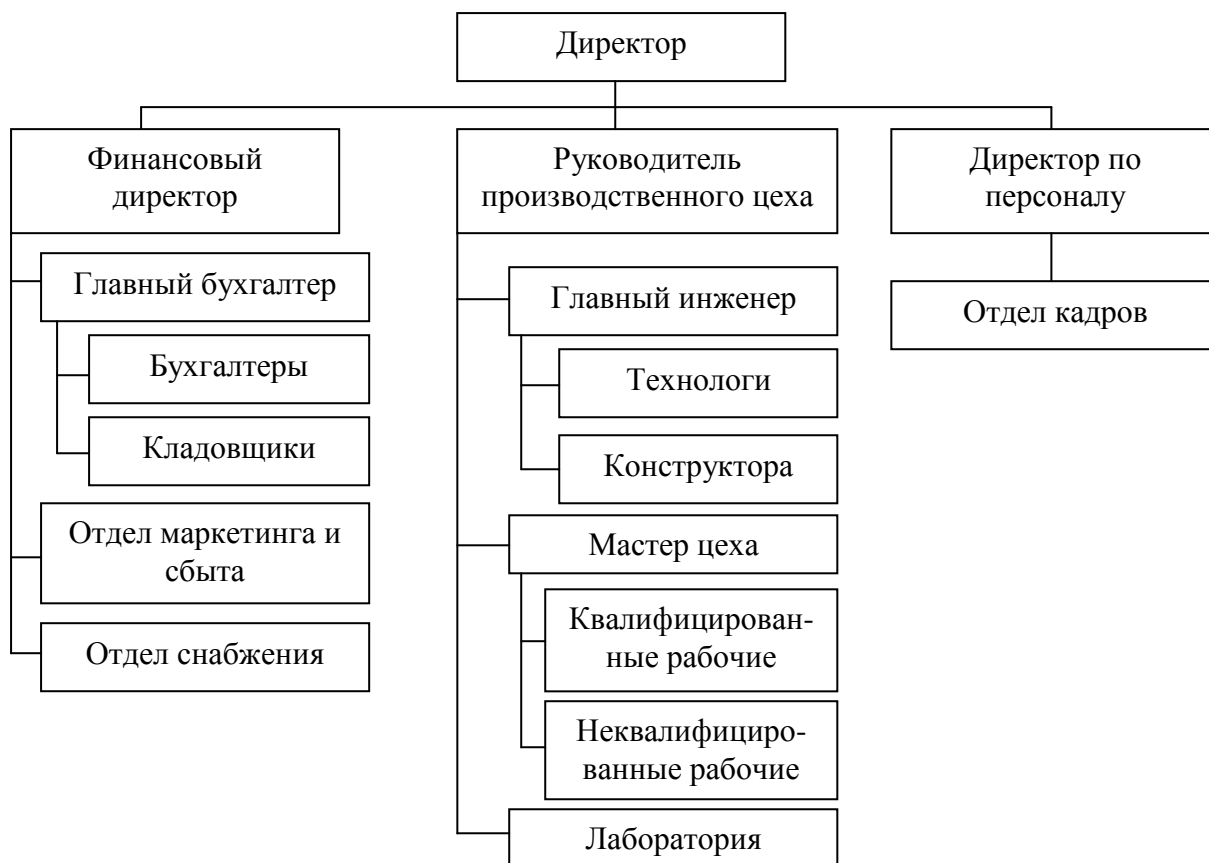 Директор
Финансовый
директор
Руководитель
производственного цеха
Директор по
персоналу
Главный бухгалтер
Бухгалтеры
Кладовщики
Отдел маркетинга и
сбыта
Отдел снабжения
Главный инженер
Технологи
Конструктора
Мастер цеха
Квалифицирован-
ные рабочие
Неквалифициро-
ванные рабочие
Лаборатория
Отдел кадров